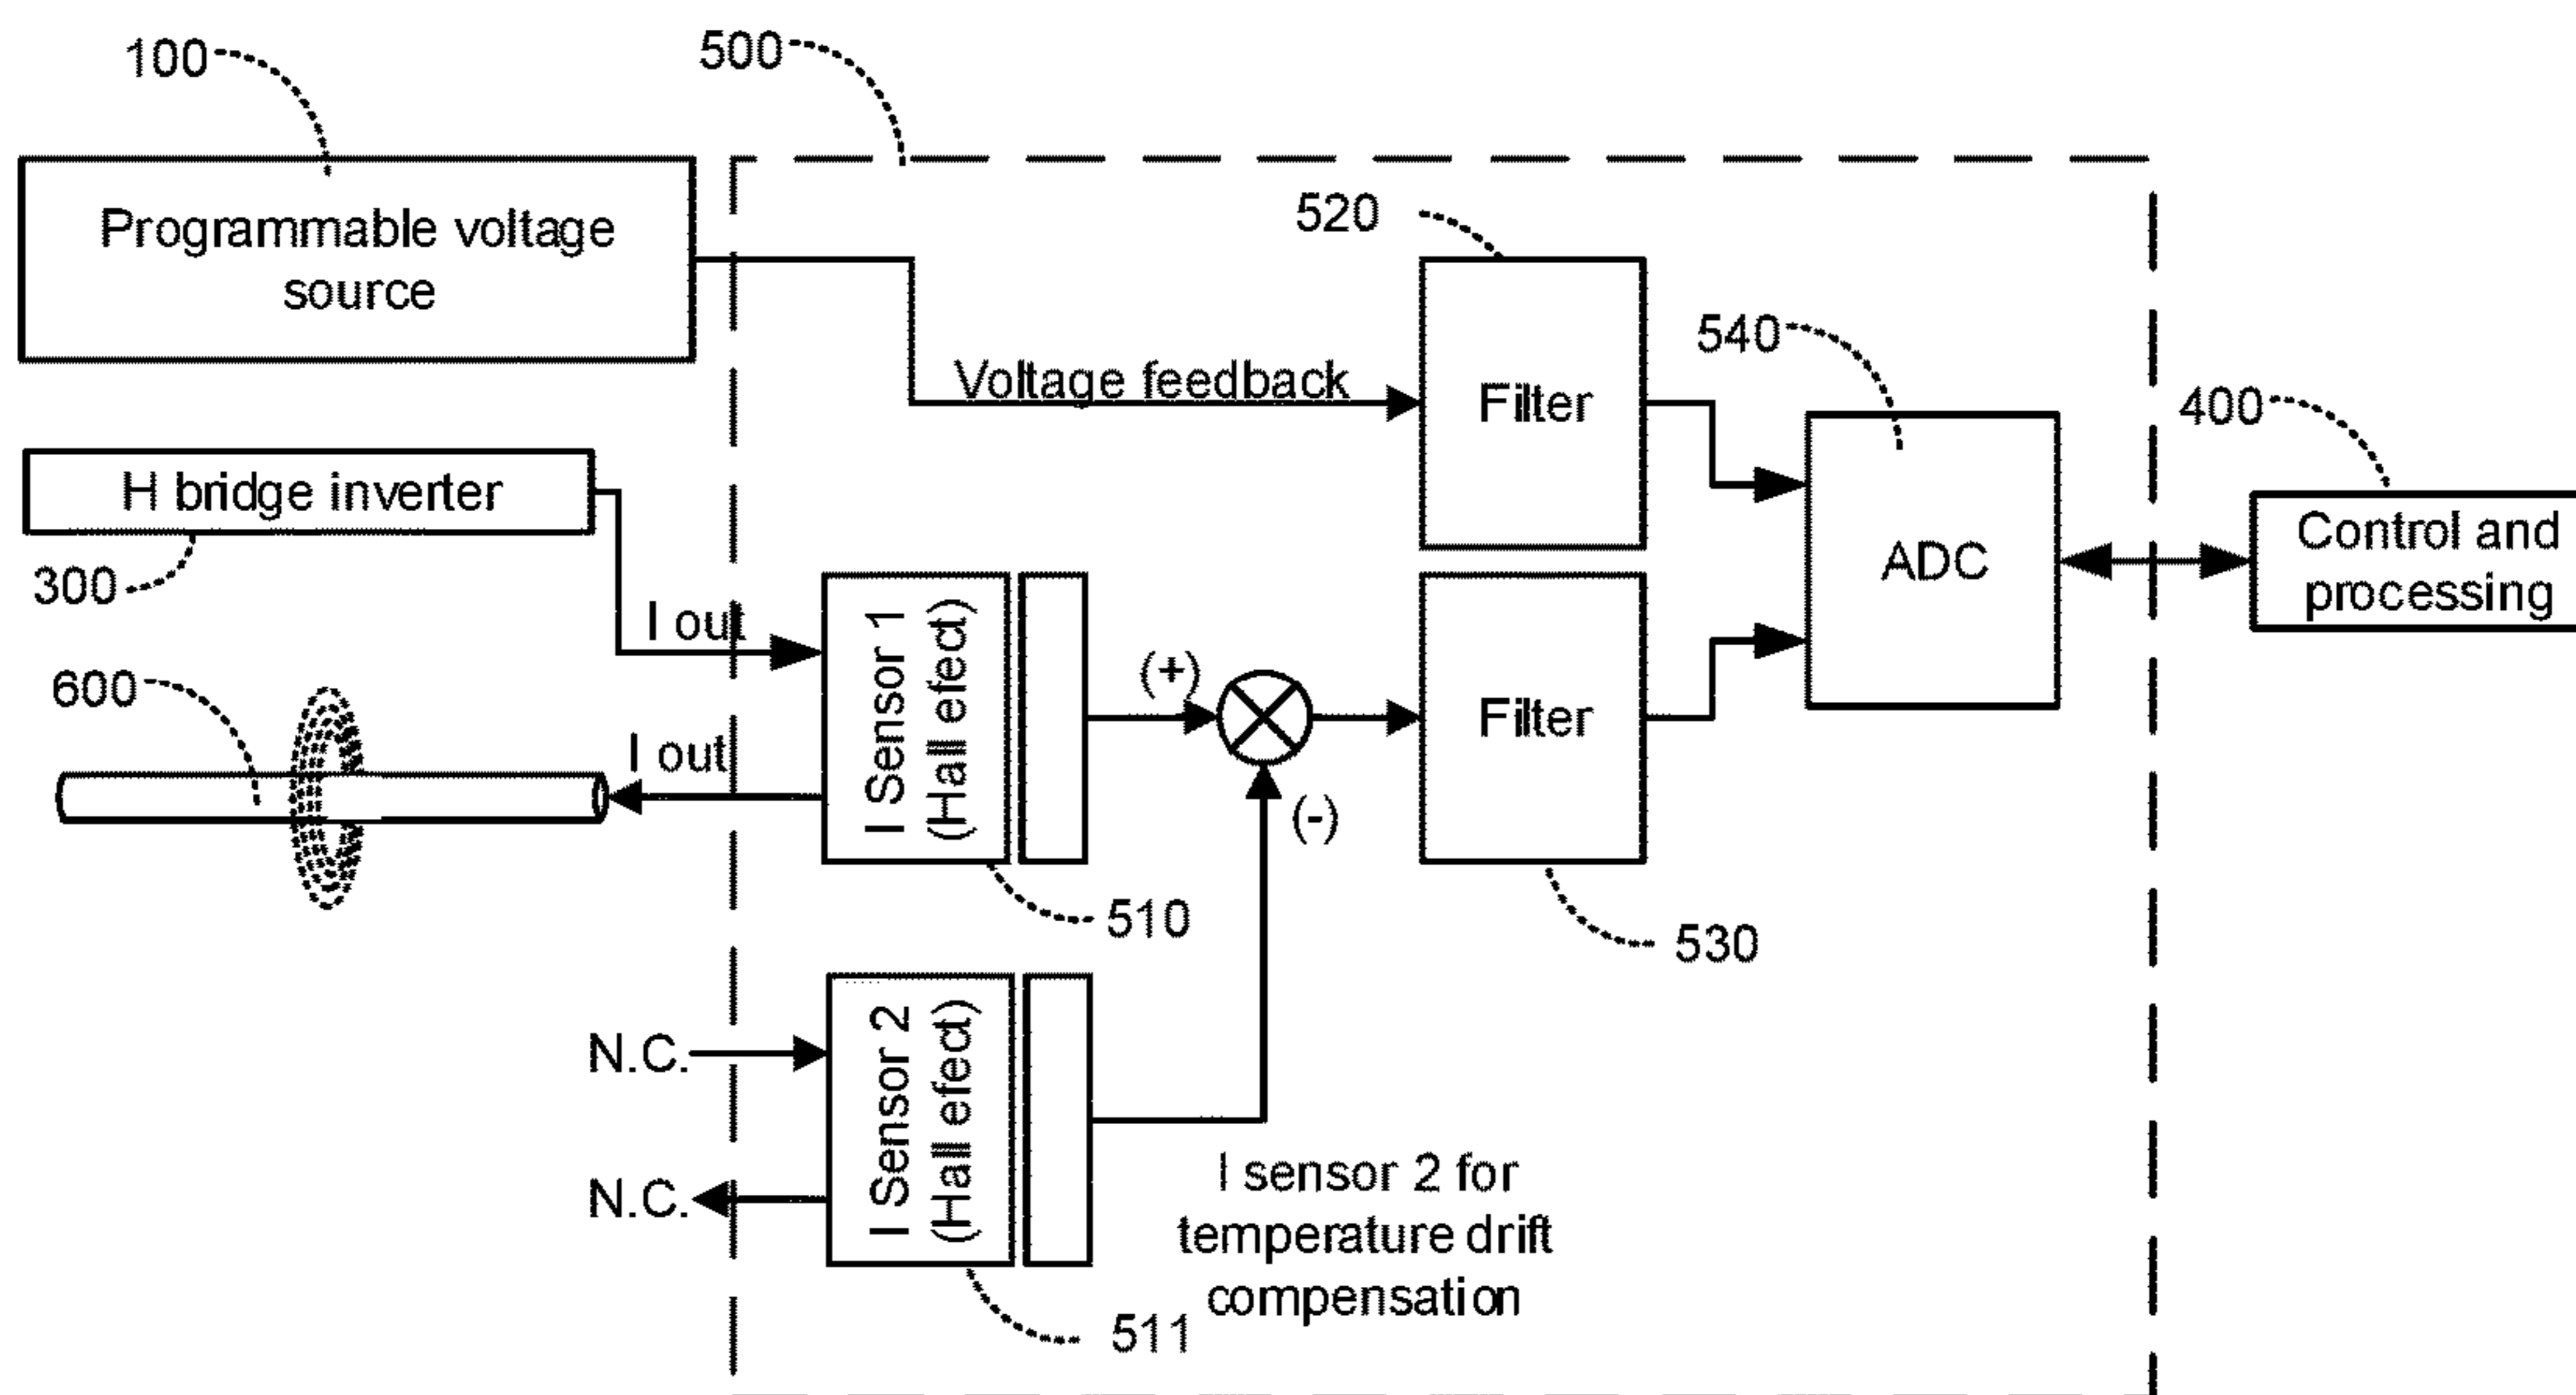 100
500
Programmable voltage
source
520
540
Voltage feedback
Filter
400
H bridge inverter
300
ADC
Control and
processing
I out
I Sensor 1
(Hall efect)
(+)
600
Filter
I out
(-)
510
530
N.C.
I Sensor 2
(Hall efect)
N.C.
I sensor 2 for
temperature drift
compensation
511